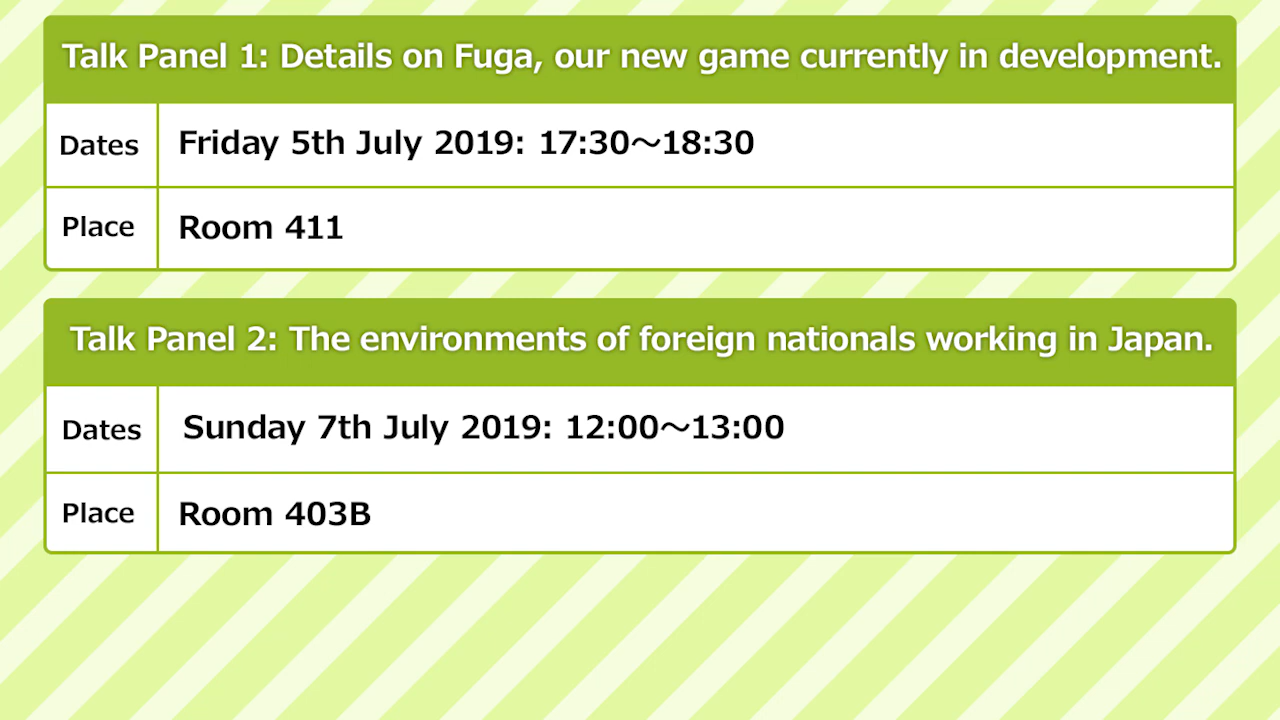 Talk Panel 1: Details on Fuga, our new game currently in development.
Dates
Friday 5th July 2019: 17:30～18:30
Place
Room 411
Talk Panel 2: The environments of foreign nationals working in Japan.
Dates
Sunday 7th July 2019: 12:00～13:00
Place
Room 403B